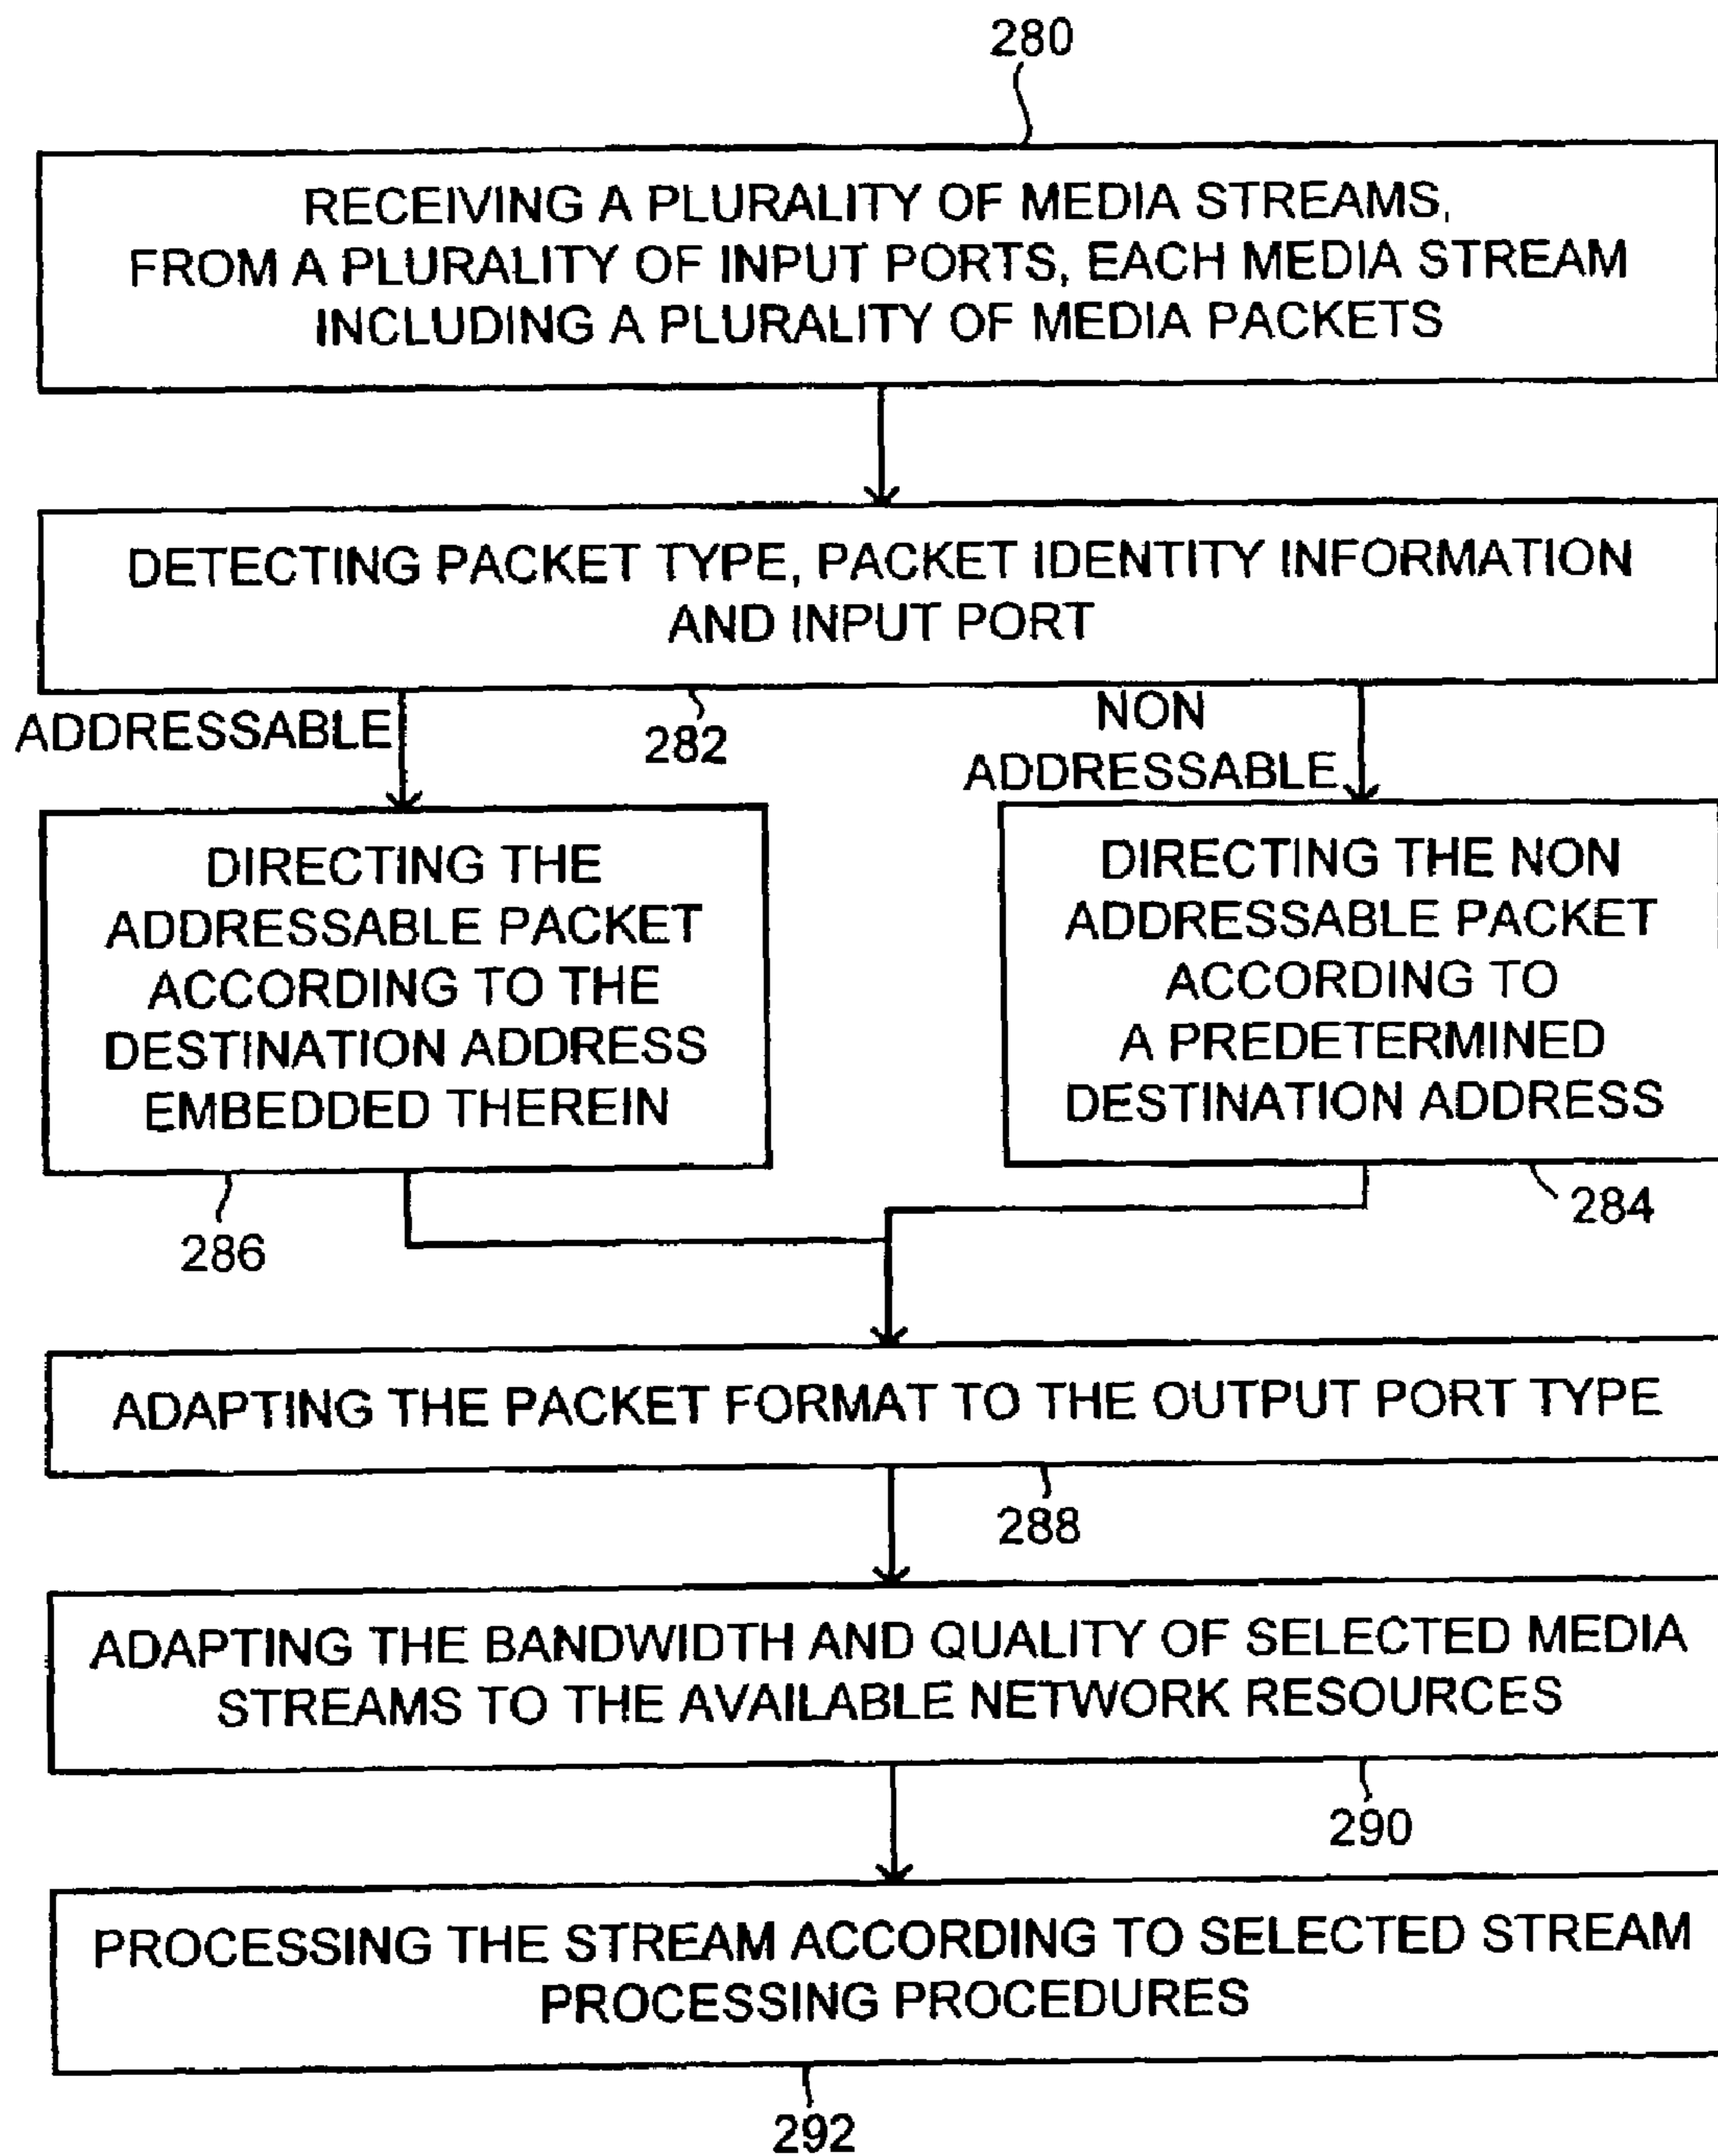 280
RECEIVING A PLURALITY OF MEDIA STREAMS,
FROM A PLURALITY OF INPUT PORTS, EACH MEDIA STREAM
INCLUDING A PLURALITY OF MEDIA PACKETS
DETECTING PACKET TYPE, PACKET IDENTITY INFORMATION
AND INPUT PORT
ADDRESSABLE
282
NON
ADDRESSABLE
DIRECTING THE
ADDRESSABLE PACKET
ACCORDING TO THE
DESTINATION ADDRESS
EMBEDDED THEREIN
286
DIRECTING THE NON
ADDRESSABLE PACKET
ACCORDING TO
A PREDETERMINED
DESTINATION ADDRESS
284
ADAPTING THE PACKET FORMAT TO THE OUTPUT PORT TYPE
288
ADAPTING THE BANDWIDTH AND QUALITY OF SELECTED MEDIA
STREAMS TO THE AVAILABLE NETWORK RESOURCES
290
PROCESSING THE STREAM ACCORDING TO SELECTED STREAM
PROCESSING PROCEDURES
292